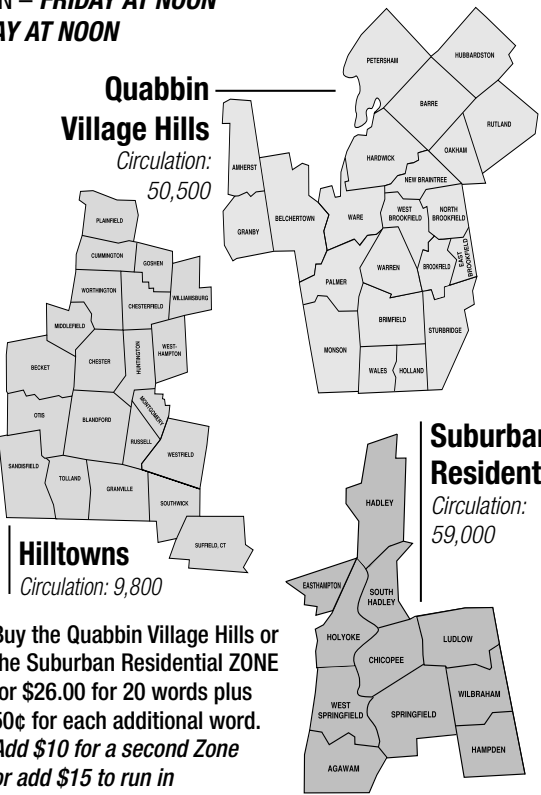 N – FRIDAY AT NOON
AY AT NOON
Quabbin
Village Hills
Circulation:
50,500
PETERSHAM
HUBBARDSTON
BARRE
RUTLAND
HARDWICK
OAKHAM
NEW BRAINTREE
AMHERST
BELCHERTOWN
WARE
WEST
BROOKFIELD
NORTH
BROOKFIELD
GRANBY
EAST
BROOKFIELD
BROOKFIELD
WARREN
PALMER
BRIMFIELD
STURBRIDGE
MONSON
WALES
HOLLAND
PLAINFIELD
CUMMINGTON
GOSHEN
WORTHINGTON
CHESTERFIELD
WILLIAMSBURG
MIDDLEFIELD
WEST-
HAMPTON
HUNTINGTON
CHESTER
BECKET
MONTGOMERY
OTIS
BLANDFORD
RUSSELL
WESTFIELD
SANDISFIELD
TOLLAND
GRANVILLE
SOUTHWICK
SUFFIELD, CT
Hilltowns
Circulation: 9,800
Suburba
Resident
Circulation:
59,000
HADLEY
EASTHAMPTON
SOUTH
HADLEY
HOLYOKE
LUDLOW
CHICOPEE
WILBRAHAM
WEST
SPRINGFIELD
SPRINGFIELD
HAMPDEN
AGAWAM
Buy the Quabbin Village Hills or
the Suburban Residential ZONE
for $26.00 for 20 words plus
50¢ for each additional word.
Add $10 for a second Zone
or add $15 to run in